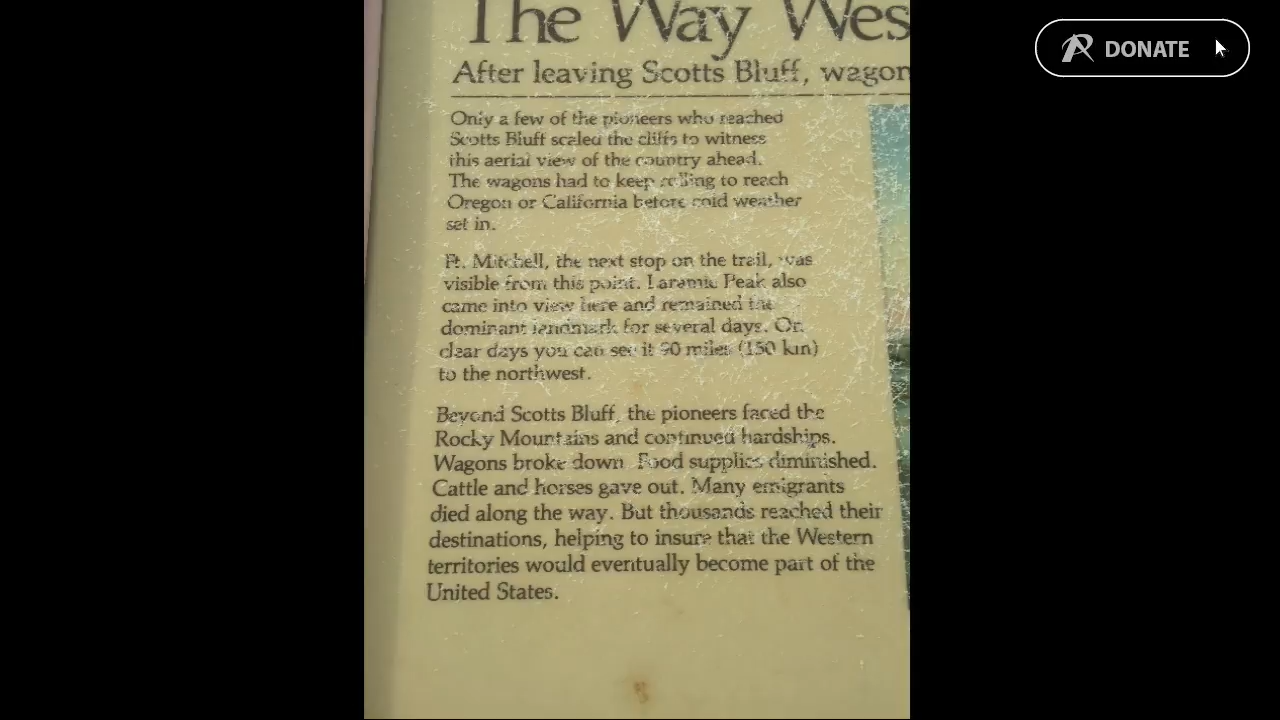 The Way Wes
After leaving Scotts Bluff, wagon
Only a few of the pioneers who reached
Scotts Bluff scaled the cliffs to witness
this aerial view of the country ahead.
The wagons had to keep rolling to reach
Oregon or California before cold weather
set in.
Ft. Mitchell, the next stop on the trail, was
visible from this point. Laramie Peak also
came into view here and remained the
dominant landmark for several days. On
clear days you can see it 90 miles (150 km)
to the northwest.
Beyond Scotts Bluff, the pioneers faced the
Rocky Mountains and continued hardships.
Wagons broke down. Food supplies diminished.
Cattle and horses gave out. Many emigrants
died along the way. But thousands reached their
destinations, helping to insure that the Western
territories would eventually become part of the
United States.
DONATE